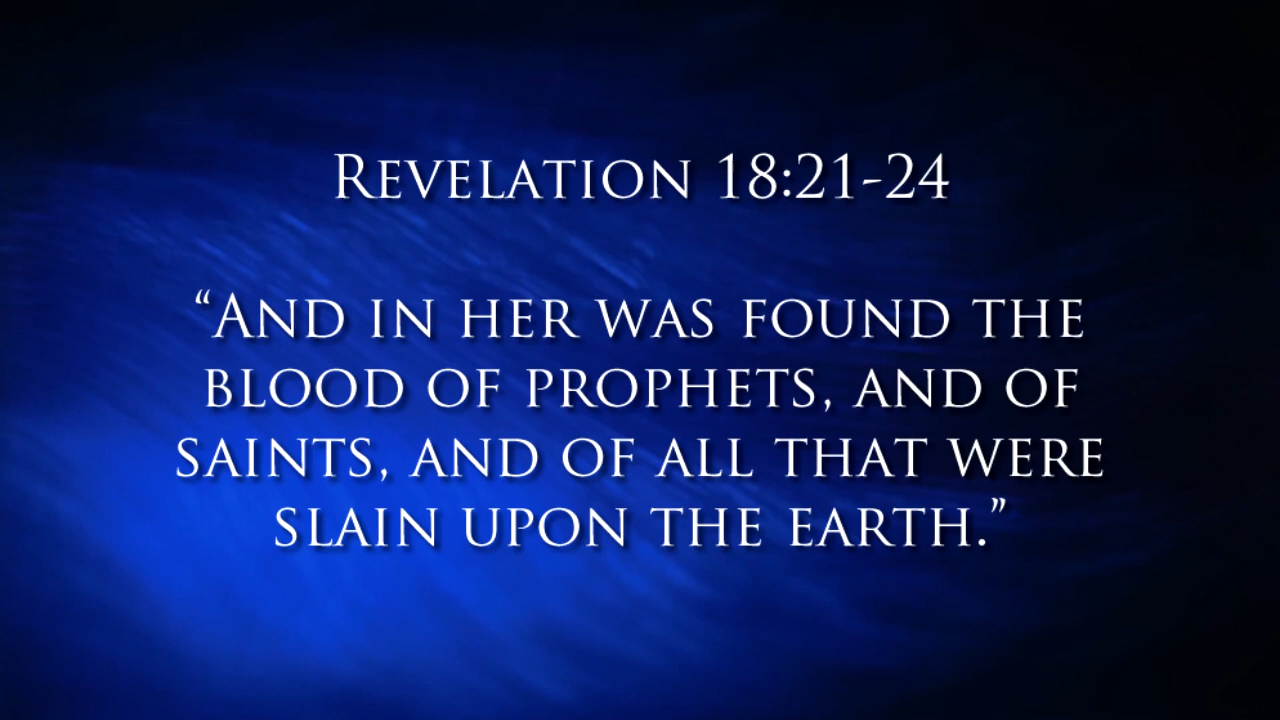 Revelation 18:21-24
“And in her was found the
blood of prophets, and of
saints, and of all that were
slain upon the earth.”